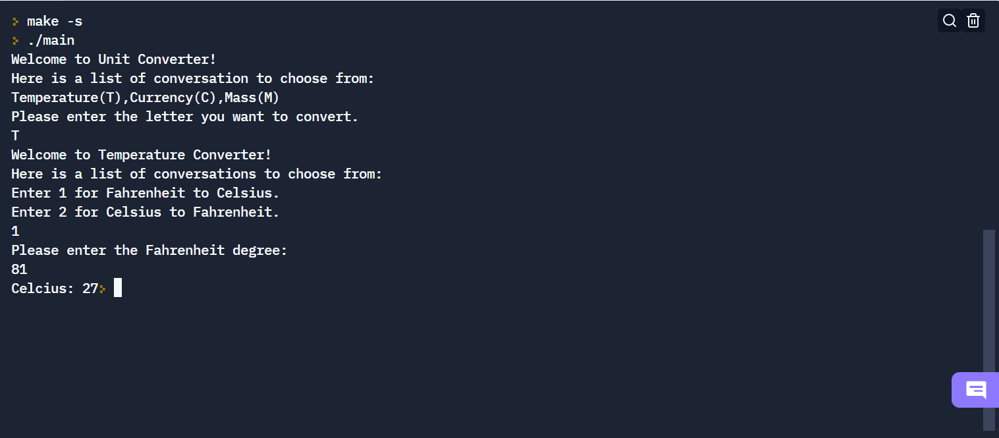 > make -s
> ./main
Welcome to Unit Converter!
Here is a list of conversation to choose from:
Temperature(T),Currency(C),Mass(M)
Please enter the letter you want to convert.
T
Welcome to Temperature Converter!
Here is a list of conversations to choose from:
Enter 1 for Fahrenheit to Celsius.
Enter 2 for Celsius to Fahrenheit.
1
Please enter the Fahrenheit degree:
81
Celcius: 27>